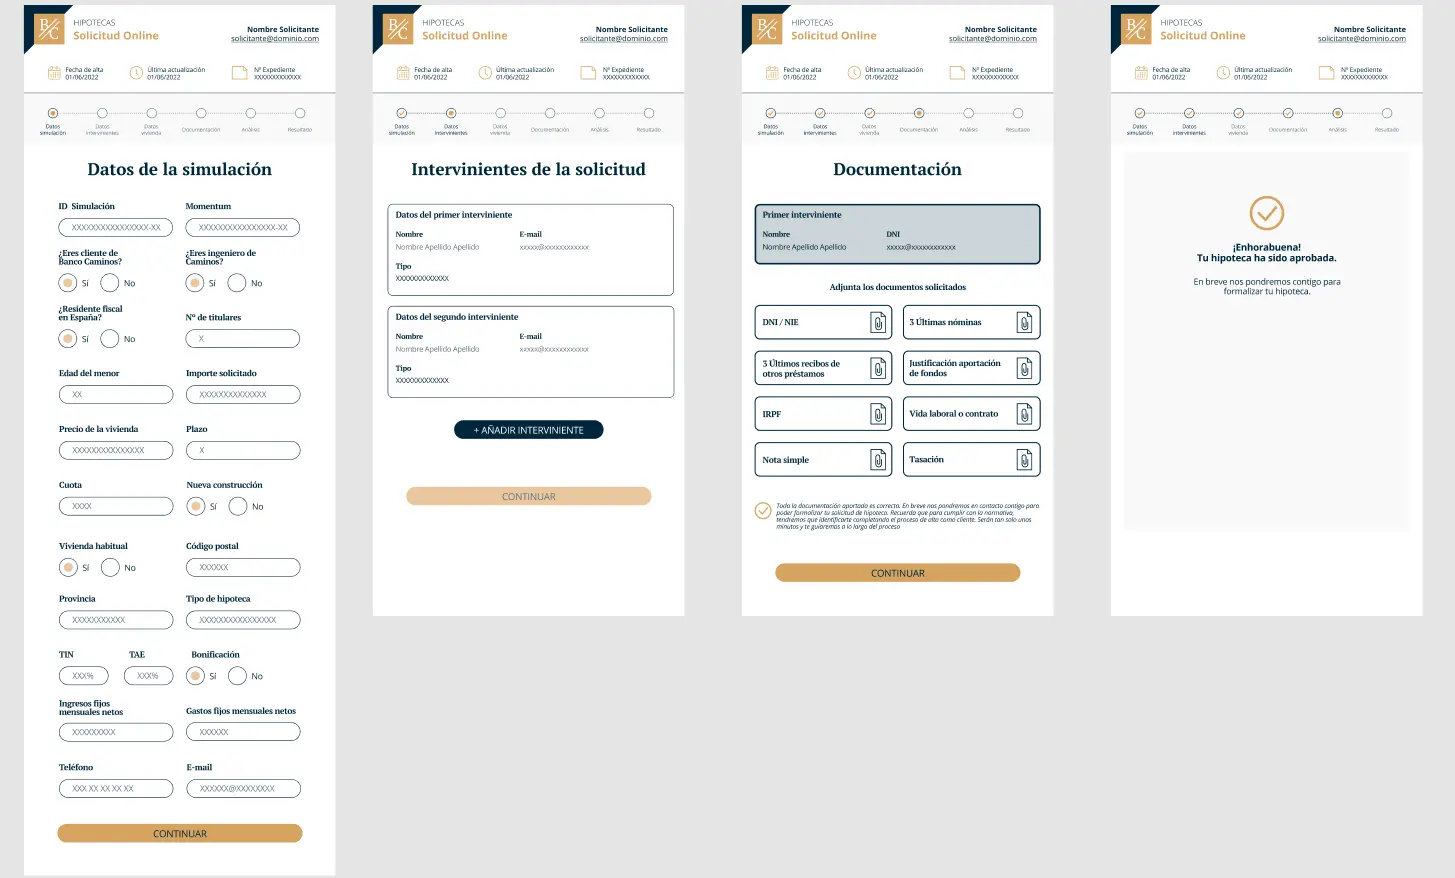 B/C
HIPOTECAS
Solicitud Online
Nombre Solicitante
solicitante@dominio.com
Fecha de alta
01/06/2022
Última actualización
01/06/2022
Nº Expediente
XXXXXXXXXXXXX
Datos
simulación
Datos
intervinientes
Datos
vivienda
Documentación
Análisis
Resultado
Datos de la simulación
ID Simulación
Momentum
XXXXXXXXXXXXXXXX-XX
XXXXXXXXXXXXXXXX-XX
¿Eres cliente de
Banco Caminos?
¿Eres ingeniero de
Caminos?
Sí
No
Sí
No
¿Residente fiscal
en España?
Nº de titulares
Sí
No
X
Edad del menor
Importe solicitado
XX
XXXXXXXXXXXXXX
Precio de la vivienda
Plazo
XXXXXXXXXXXXXXX
X
Cuota
Nueva construcción
XXXX
Sí
No
Vivienda habitual
Código postal
Sí
No
XXXXXX
Provincia
Tipo de hipoteca
XXXXXXXXXXX
XXXXXXXXXXXXXXXX
TIN
TAE
Bonificación
XXX%
XXX%
Sí
No
Ingresos fijos
mensuales netos
Gastos fijos mensuales netos
XXXXXXXXX
XXXXXX
Teléfono
E-mail
XXX XX XX XX XX
XXXXXX@XXXXXXXX
CONTINUAR
B/C
HIPOTECAS
Solicitud Online
Nombre Solicitante
solicitante@dominio.com
Fecha de alta
01/06/2022
Última actualización
01/06/2022
Nº Expediente
XXXXXXXXXXXXX
Datos
simulación
Datos
intervinientes
Datos
vivienda
Documentación
Análisis
Resultado
Intervinientes de la solicitud
Datos del primer interviniente
Nombre
E-mail
Nombre Apellido Apellido
xxxxx@xxxxxxxxxxxx
Tipo
XXXXXXXXXXXXX
Datos del segundo interviniente
Nombre
E-mail
Nombre Apellido Apellido
xxxxx@xxxxxxxxxxxx
Tipo
XXXXXXXXXXXXX
+ AÑADIR INTERVINIENTE
CONTINUAR
B/C
HIPOTECAS
Solicitud Online
Nombre Solicitante
solicitante@dominio.com
Fecha de alta
01/06/2022
Última actualización
01/06/2022
Nº Expediente
XXXXXXXXXXXXX
Datos
simulación
Datos
intervinientes
Datos
vivienda
Documentación
Análisis
Resultado
Documentación
Primer interviniente
Nombre
DNI
Nombre Apellido Apellido
xxxxx@xxxxxxxxxxxx
Adjunta los documentos solicitados
DNI / NIE
3 Últimas nóminas
3 Últimos recibos de
otros préstamos
Justificación aportación
de fondos
IRPF
Vida laboral o contrato
Nota simple
Tasación
Toda la documentación aportada es correcta. En breve nos pondremos en contacto contigo para
poder formalizar tu solicitud de hipoteca. Recuerda que para cumplir con la normativa,
tendremos que identificarte completando el proceso de alta como cliente. Serán tan solo unos
minutos y te guiaremos a lo largo del proceso
CONTINUAR
B/C
HIPOTECAS
Solicitud Online
Nombre Solicitante
solicitante@dominio.com
Fecha de alta
01/06/2022
Última actualización
01/06/2022
Nº Expediente
XXXXXXXXXXXXX
Datos
simulación
Datos
intervinientes
Datos
vivienda
Documentación
Análisis
Resultado
¡Enhorabuena!
Tu hipoteca ha sido aprobada.
En breve nos pondremos contigo para
formalizar tu hipoteca.